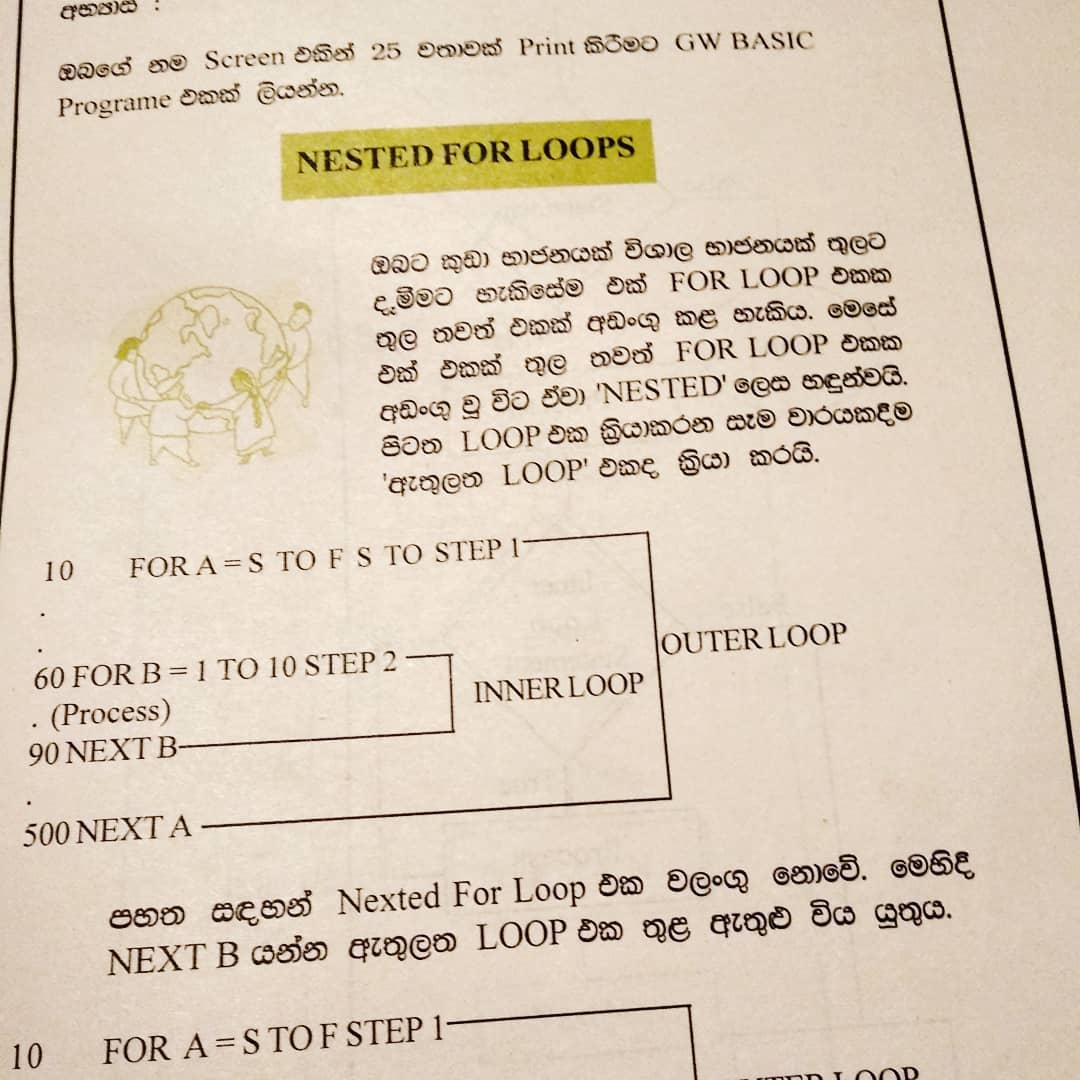 අභ්‍යාස :
ඔබගේ නම Screen එකින් 25 වතාවක් Print කිරීමට GW BASIC
Programe එකක් ලියන්න.
NESTED FOR LOOPS
ඔබට කුඩා භාජනයක් විශාල භාජනයක් තුලට
දැමීමට හැකිසේම එක් FOR LOOP එකක
තුල තවත් එකක් අඩංගු කළ හැකිය. මෙසේ
එක් එකක් තුල තවත් FOR LOOP එකක
අඩංගු වූ විට ඒවා 'NESTED' ලෙස හඳුන්වයි.
පිටත LOOP එක ක්‍රියාකරන සෑම වාරයකදීම
'ඇතුලත LOOP' එකද ක්‍රියා කරයි.
10 FOR A = S TO F S TO STEP 1
.
.
OUTER LOOP
60 FOR B = 1 TO 10 STEP 2
INNER LOOP
. (Process)
90 NEXT B
.
500 NEXT A
පහත සඳහන් Nexted For Loop එක වලංගු නොවේ. මෙහිදී
NEXT B යන්න ඇතුලත LOOP එක තුළ ඇතුළු විය යුතුය.
10 FOR A = S TO F STEP 1
LOOP